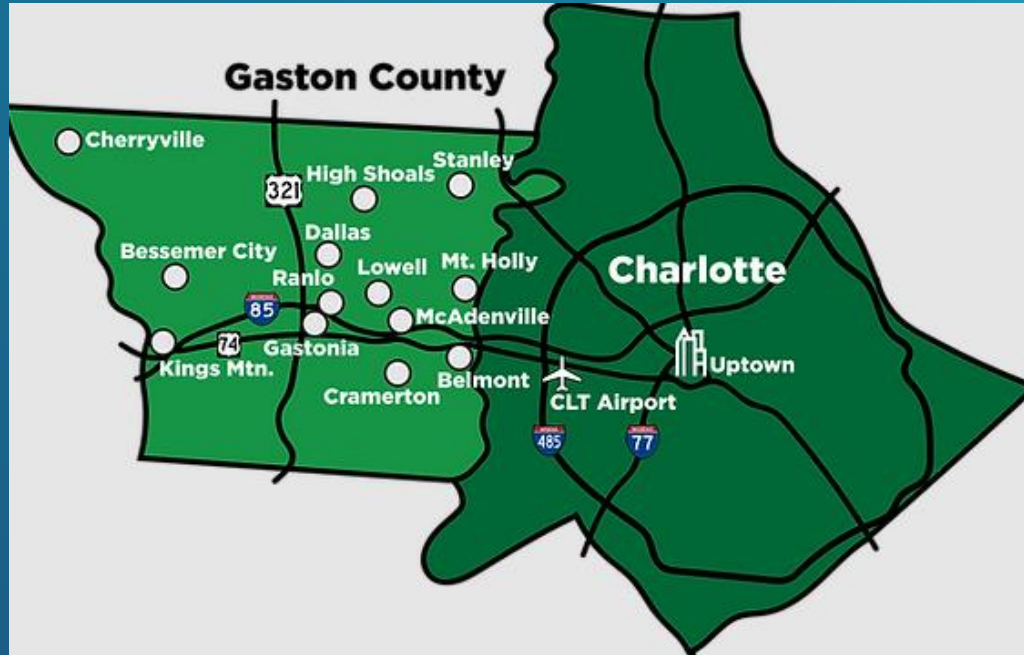 Gaston County
Cherryville
Stanley
High Shoals
321
Dallas
Bessemer City
Mt. Holly
Lowell
Ranlo
Charlotte
85
McAdenville
74
Gastonia
Kings Mtn.
Uptown
Belmont
Cramerton
CLT Airport
485
77